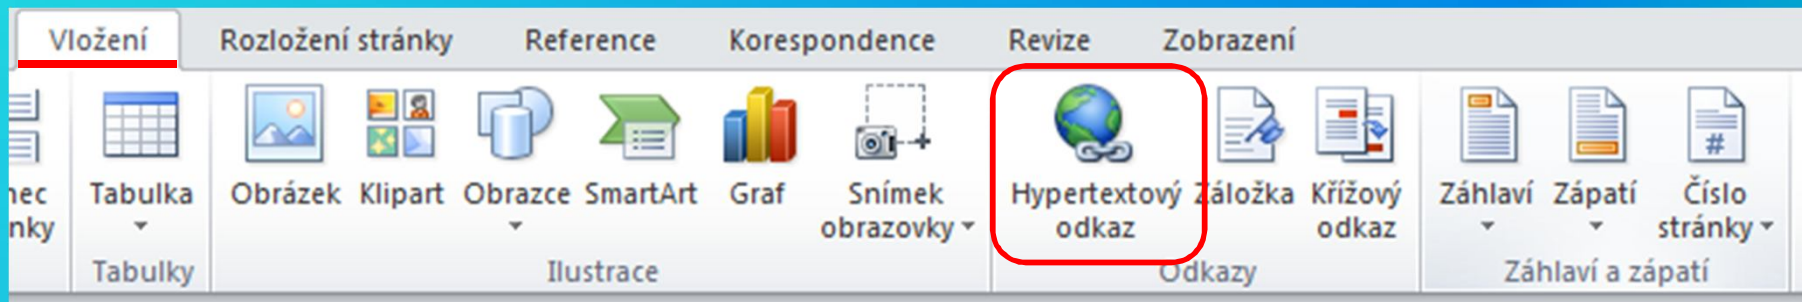 Vložení Rozložení stránky Reference Korespondence Revize Zobrazení
Tabulka Obrázek Klipart Obrazce SmartArt Graf Snímek obrazovky Hypertextový odkaz Záložka Křížový odkaz Záhlaví Zápatí Číslo stránky #
Tabulky Ilustrace Odkazy Záhlaví a zápatí